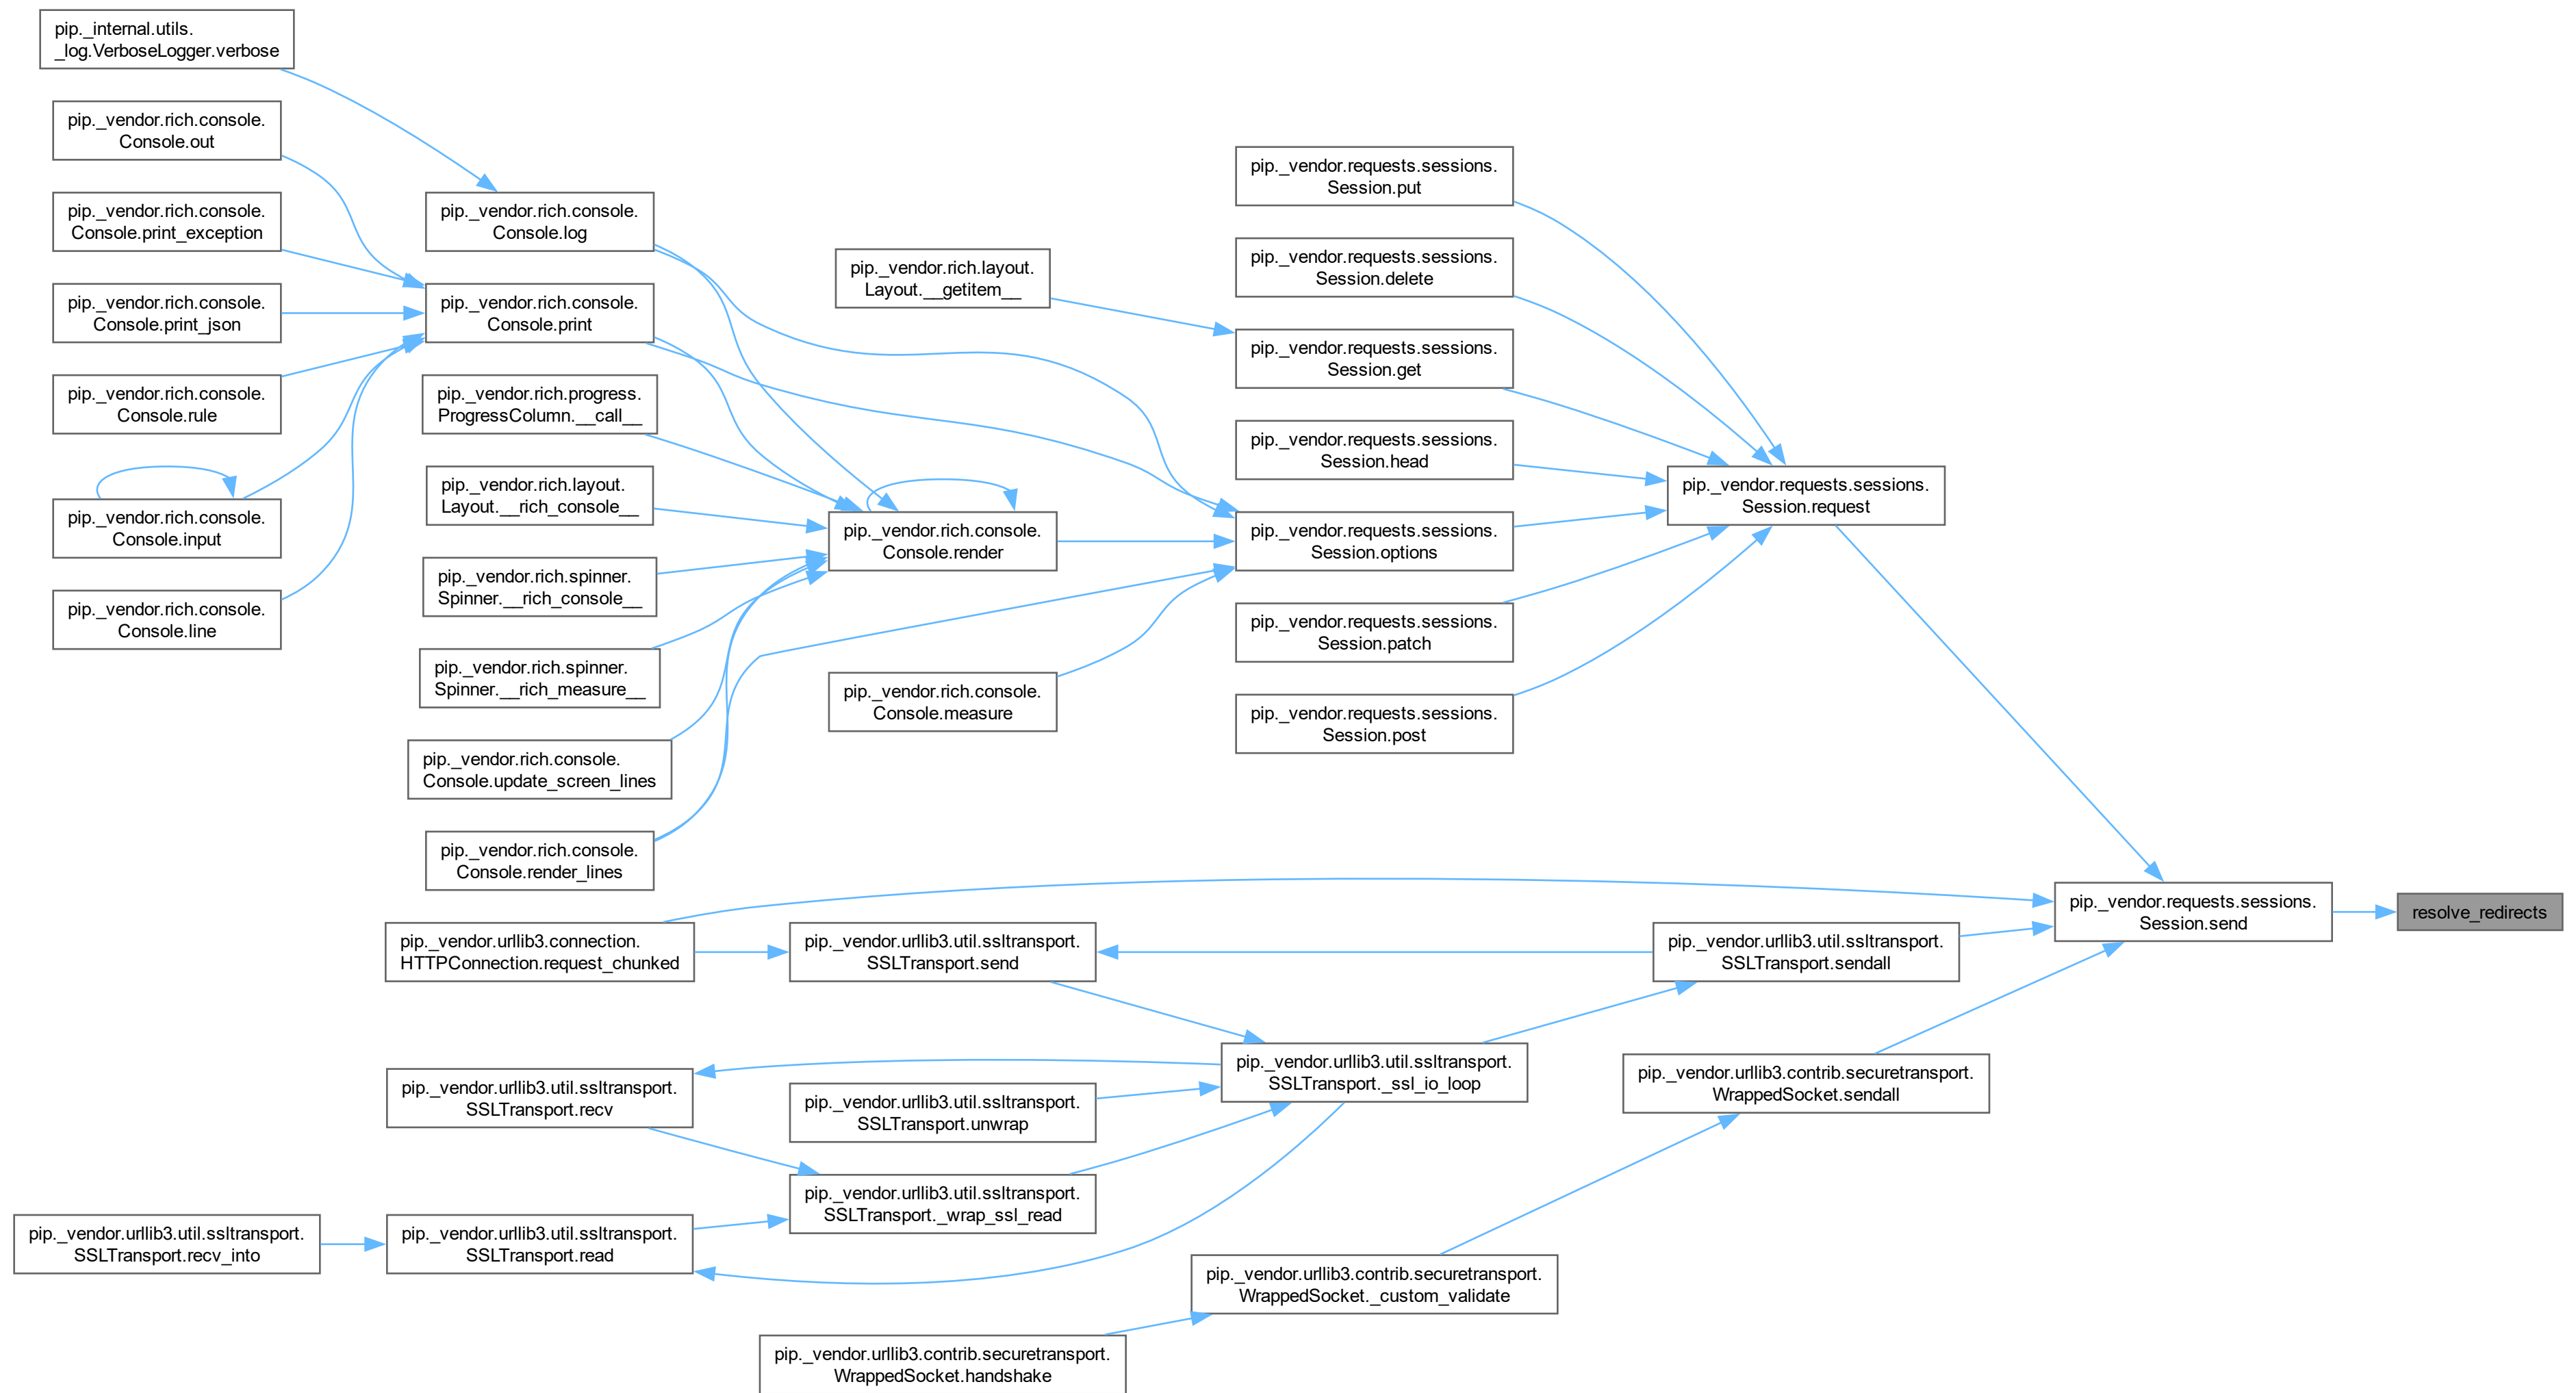 pip._internal.utils.
_log.VerboseLogger.verbose
pip._vendor.rich.console.
Console.out
pip._vendor.rich.console.
Console.print_exception
pip._vendor.rich.console.
Console.print_json
pip._vendor.rich.console.
Console.rule
pip._vendor.rich.console.
Console.input
pip._vendor.rich.console.
Console.line
pip._vendor.rich.console.
Console.log
pip._vendor.rich.console.
Console.print
pip._vendor.rich.progress.
ProgressColumn.__call__
pip._vendor.rich.layout.
Layout.__rich_console__
pip._vendor.rich.spinner.
Spinner.__rich_console__
pip._vendor.rich.spinner.
Spinner.__rich_measure__
pip._vendor.rich.console.
Console.update_screen_lines
pip._vendor.rich.console.
Console.render_lines
pip._vendor.rich.layout.
Layout.__getitem__
pip._vendor.rich.console.
Console.render
pip._vendor.rich.console.
Console.measure
pip._vendor.requests.sessions.
Session.put
pip._vendor.requests.sessions.
Session.delete
pip._vendor.requests.sessions.
Session.get
pip._vendor.requests.sessions.
Session.head
pip._vendor.requests.sessions.
Session.options
pip._vendor.requests.sessions.
Session.patch
pip._vendor.requests.sessions.
Session.post
pip._vendor.requests.sessions.
Session.request
pip._vendor.requests.sessions.
Session.send
resolve_redirects
pip._vendor.urllib3.connection.
HTTPConnection.request_chunked
pip._vendor.urllib3.util.ssltransport.
SSLTransport.send
pip._vendor.urllib3.util.ssltransport.
SSLTransport.sendall
pip._vendor.urllib3.util.ssltransport.
SSLTransport.recv
pip._vendor.urllib3.util.ssltransport.
SSLTransport.unwrap
pip._vendor.urllib3.util.ssltransport.
SSLTransport._ssl_io_loop
pip._vendor.urllib3.contrib.securetransport.
WrappedSocket.sendall
pip._vendor.urllib3.util.ssltransport.
SSLTransport.recv_into
pip._vendor.urllib3.util.ssltransport.
SSLTransport.read
pip._vendor.urllib3.util.ssltransport.
SSLTransport._wrap_ssl_read
pip._vendor.urllib3.contrib.securetransport.
WrappedSocket._custom_validate
pip._vendor.urllib3.contrib.securetransport.
WrappedSocket.handshake